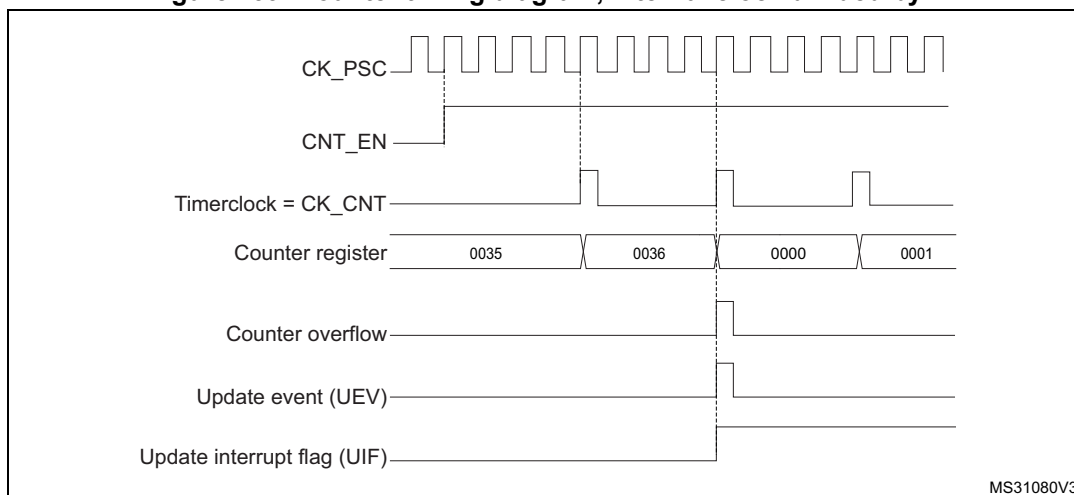 CK_PSC
CNT_EN
Timerclock = CK_CNT
Counter register 0035 0036 0000 0001
Counter overflow
Update event (UEV)
Update interrupt flag (UIF)
MS31080V3